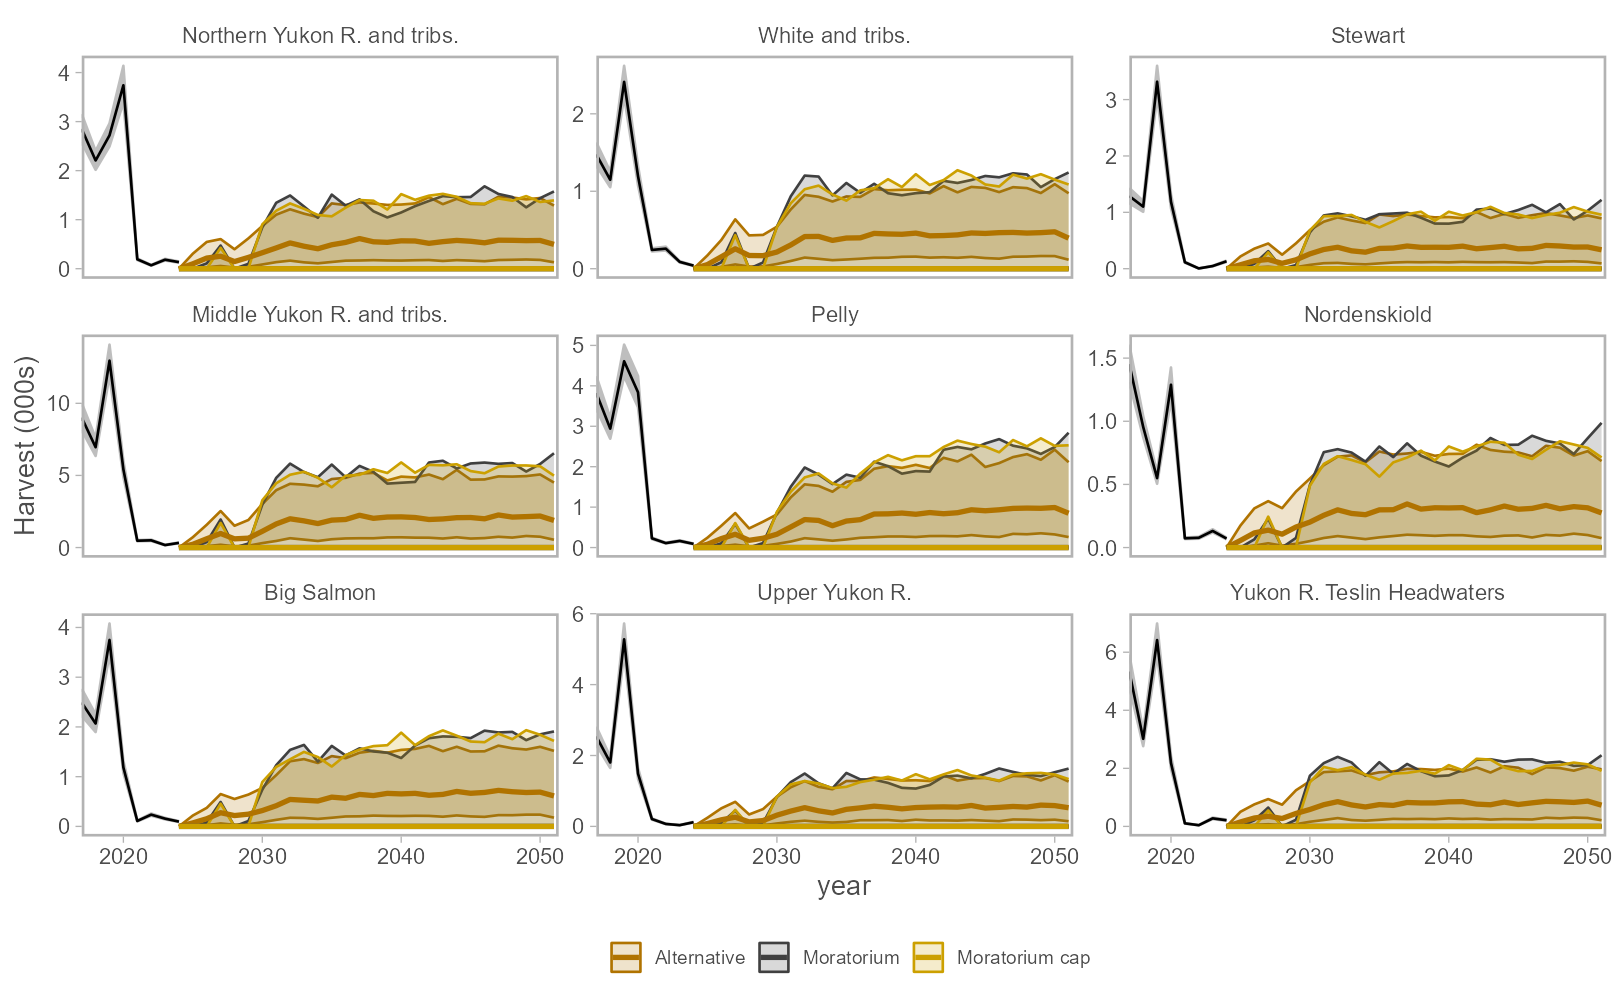 Northern Yukon R. and tribs.
White and tribs.
Stewart
4
3
2
1
0
2
1
0
3
2
1
0
Middle Yukon R. and tribs.
Pelly
Nordenskiold
Harvest (000s)
10
5
0
5
4
3
2
1
0
1.5
1.0
0.5
0.0
Big Salmon
Upper Yukon R.
Yukon R. Teslin Headwaters
4
3
2
1
0
6
4
2
0
6
4
2
0
2020 2030 2040 2050
2020 2030 2040 2050
2020 2030 2040 2050
year
Alternative Moratorium Moratorium cap